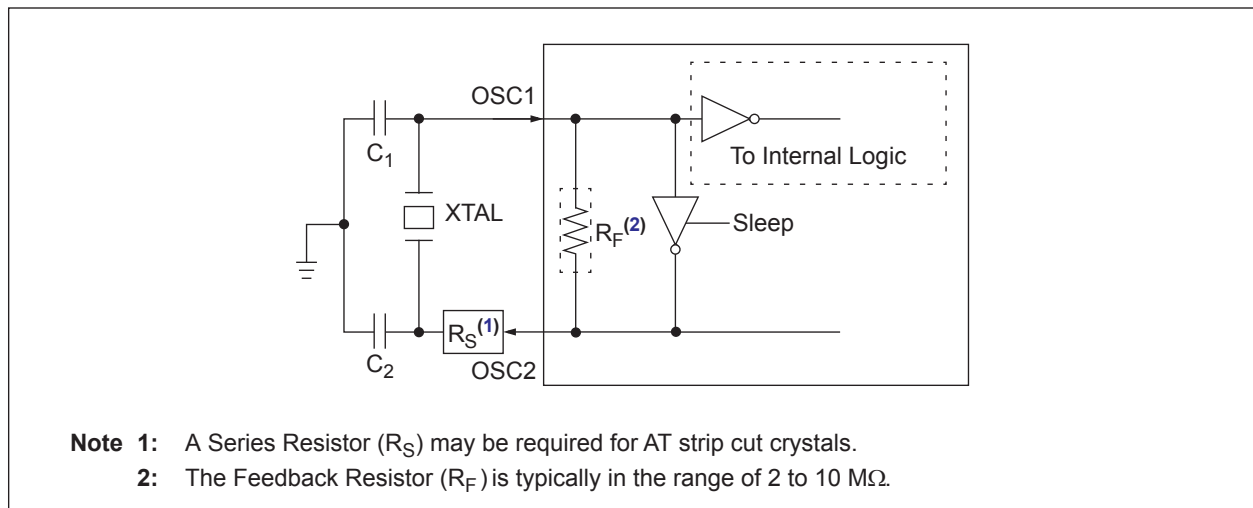 OSC1
C1
To Internal Logic
XTAL
RF(2)
Sleep
RS(1)
C2
OSC2
Note 1: A Series Resistor (RS) may be required for AT strip cut crystals.
2: The Feedback Resistor (RF) is typically in the range of 2 to 10 MΩ.